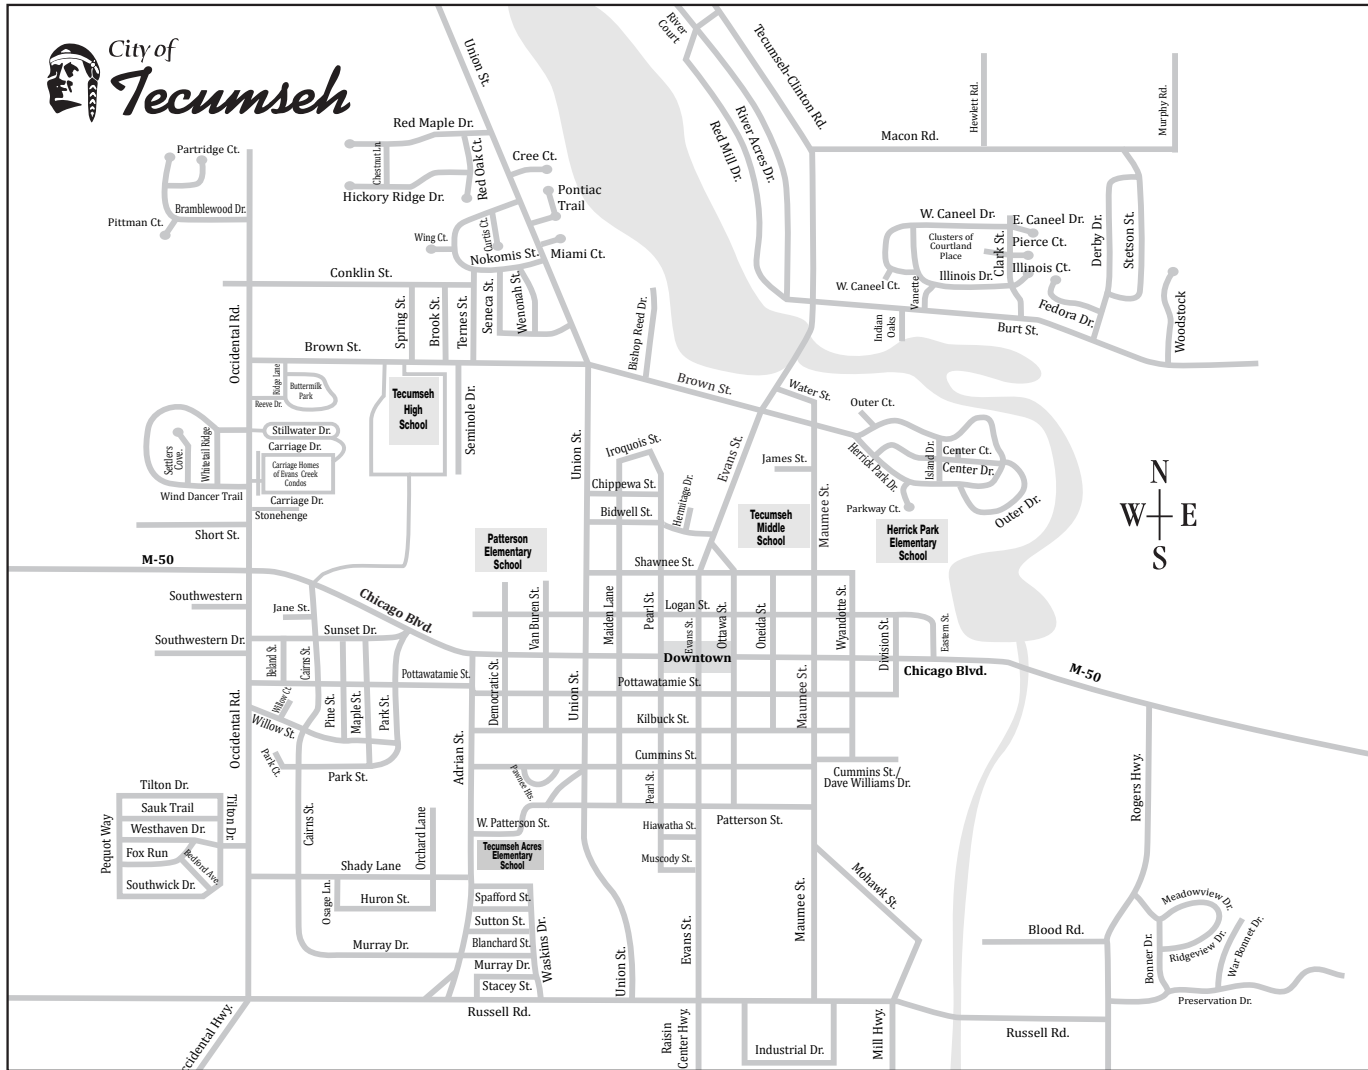 City of
Tecumseh
Union St.
River
Court
Tecumseh-Clinton Rd.
River Acres Dr.
Red Mill Dr.
Hewlett Rd.
Murphy Rd.
Macon Rd.
Red Maple Dr.
Chestnut Ln.
Red Oak Ct.
Hickory Ridge Dr.
Cree Ct.
Pontiac
Trail
Partridge Ct.
Bramblewood Dr.
Pittman Ct.
Wing Ct.
Curtis Ct.
Nokomis St.
Miami Ct.
Conklin St.
W. Caneel Dr.
E. Caneel Dr.
Clusters of
Courtland
Place
Clark St.
Pierce Ct.
Illinois Dr.
Illinois Ct.
W. Caneel Ct.
Vanette
Derby Dr.
Stetson St.
Fedora Dr.
Woodstock
Indian
Oaks
Burt St.
Occidental Rd.
Spring St.
Brook St.
Ternes St.
Seneca St.
Wenonah St.
Bishop Reed Dr.
Brown St.
Brown St.
Water St.
Ridge Lane
Buttermilk
Park
Reeve Dr.
Tecumseh
High
School
Seminole Dr.
Outer Ct.
Stillwater Dr.
Carriage Dr.
Settlers
Cove.
Whitetail Ridge
Carriage Homes
of Evans Creek
Condos
Wind Dancer Trail
Carriage Dr.
Stonehenge
Short St.
Union St.
Iroquois St.
Chippewa St.
Bidwell St.
Hermitage Dr.
Evans St.
James St.
Maumee St.
Herrick Park Dr.
Island Dr.
Center Ct.
Center Dr.
Parkway Ct.
Outer Dr.
N
W E
S
Patterson
Elementary
School
Tecumseh
Middle
School
Herrick Park
Elementary
School
M-50
Shawnee St.
Southwestern
Jane St.
Chicago Blvd.
Sunset Dr.
Southwestern Dr.
Beland St.
Cairns St.
Van Buren St.
Maiden Lane
Pearl St.
Logan St.
Evans St.
Ottawa St.
Oneida St.
Wyandotte St.
Division St.
Eastern St.
Downtown
Chicago Blvd.
M-50
Pottawatamie St.
Pottawatamie St.
Democratic St.
Union St.
Maumee St.
Willow Ct
Willow St.
Pine St.
Maple St.
Park St.
Kilbuck St.
Occidental Rd.
Park Ct.
Park St.
Adrian St.
Cummins St.
Cummins St./
Dave Williams Dr.
Pawnee Hts.
Pearl St.
Rogers Hwy.
Tilton Dr.
Sauk Trail
Westhaven Dr.
Tilton Dr.
Pequot Way
Fox Run
Bedford Ave.
Southwick Dr.
Cairns St.
Orchard Lane
W. Patterson St.
Patterson St.
Hiawatha St.
Tecumseh Acres
Elementary
School
Muscody St.
Shady Lane
Osage Ln.
Huron St.
Mohawk St.
Spafford St.
Sutton St.
Blanchard St.
Murray Dr.
Murray Dr.
Stacey St.
Waskins Dr.
Union St.
Evans St.
Maumee St.
Blood Rd.
Meadowview Dr.
Bonner Dr.
Ridgeview Dr.
War Bonnet Dr.
Preservation Dr.
Russell Rd.
Russell Rd.
ccidental Hwy.
Raisin
Center Hwy.
Industrial Dr.
Mill Hwy.